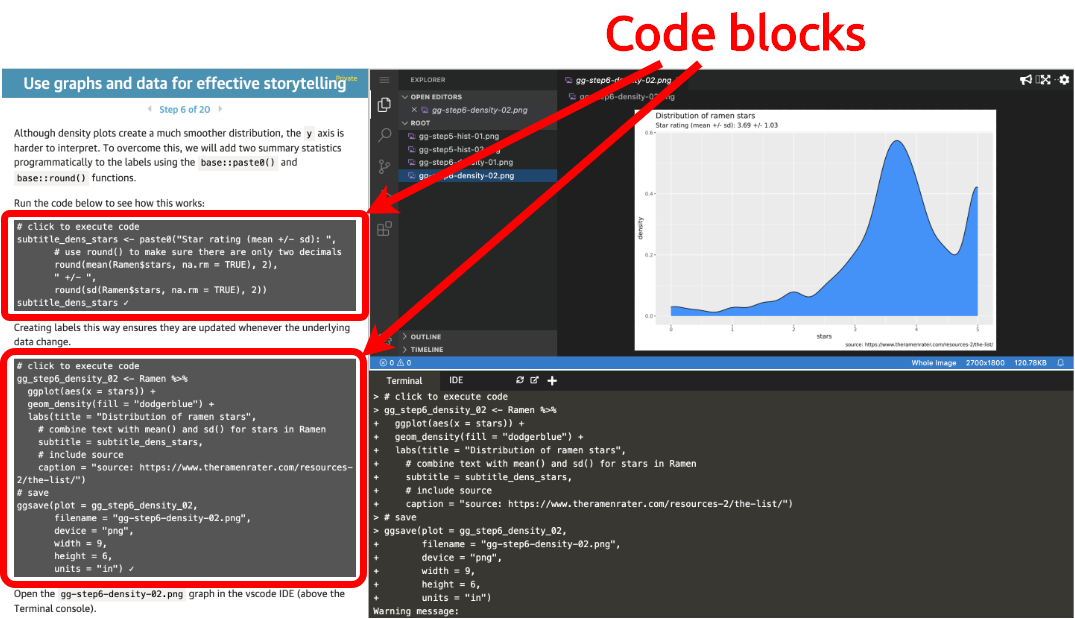 Code blocks
Use graphs and data for effective storytelling
Private
Step 6 of 20
Although density plots create a much smoother distribution, the y axis is
harder to interpret. To overcome this, we will add two summary statistics
programmatically to the labels using the base::paste0() and
base::round() functions.
Run the code below to see how this works:
# click to execute code
subtitle_dens_stars <- paste0("Star rating (mean +/- sd): ",
# use round() to make sure there are only two decimals
round(mean(Ramen$stars, na.rm = TRUE), 2),
" +/- ",
round(sd(Ramen$stars, na.rm = TRUE), 2))
subtitle_dens_stars ✓
Creating labels this way ensures they are updated whenever the underlying
data change.
# click to execute code
gg_step6_density_02 <- Ramen %>%
ggplot(aes(x = stars)) +
geom_density(fill = "dodgerblue") +
labs(title = "Distribution of ramen stars",
# combine text with mean() and sd() for stars in Ramen
subtitle = subtitle_dens_stars,
# include source
caption = "source: https://www.theramenrater.com/resources-
2/the-list/")
# save
ggsave(plot = gg_step6_density_02,
filename = "gg-step6-density-02.png",
device = "png",
width = 9,
height = 6,
units = "in") ✓
Open the gg-step6-density-02.png graph in the vscode IDE (above the
Terminal console).
EXPLORER
OPEN EDITORS
gg-step6-density-02.png
ROOT
gg-step5-hist-01.png
gg-step5-hist-02.png
gg-step6-density-01.png
gg-step6-density-02.png
OUTLINE
TIMELINE
gg-step6-density-02.png
gg-step6-density-02.png
Distribution of ramen stars
Star rating (mean +/- sd): 3.69 +/- 1.03
0.6
0.4
0.2
0.0
density
0 1 2 3 4 5
stars
source: https://www.theramenrater.com/resources-2/the-list/
0 0
Whole Image 2700x1800 120.78KB
Terminal IDE
> # click to execute code
> gg_step6_density_02 <- Ramen %>%
+ ggplot(aes(x = stars)) +
+ geom_density(fill = "dodgerblue") +
+ labs(title = "Distribution of ramen stars",
+ # combine text with mean() and sd() for stars in Ramen
+ subtitle = subtitle_dens_stars,
+ # include source
+ caption = "source: https://www.theramenrater.com/resources-2/the-list/")
> # save
> ggsave(plot = gg_step6_density_02,
+ filename = "gg-step6-density-02.png",
+ device = "png",
+ width = 9,
+ height = 6,
+ units = "in")
Warning message: